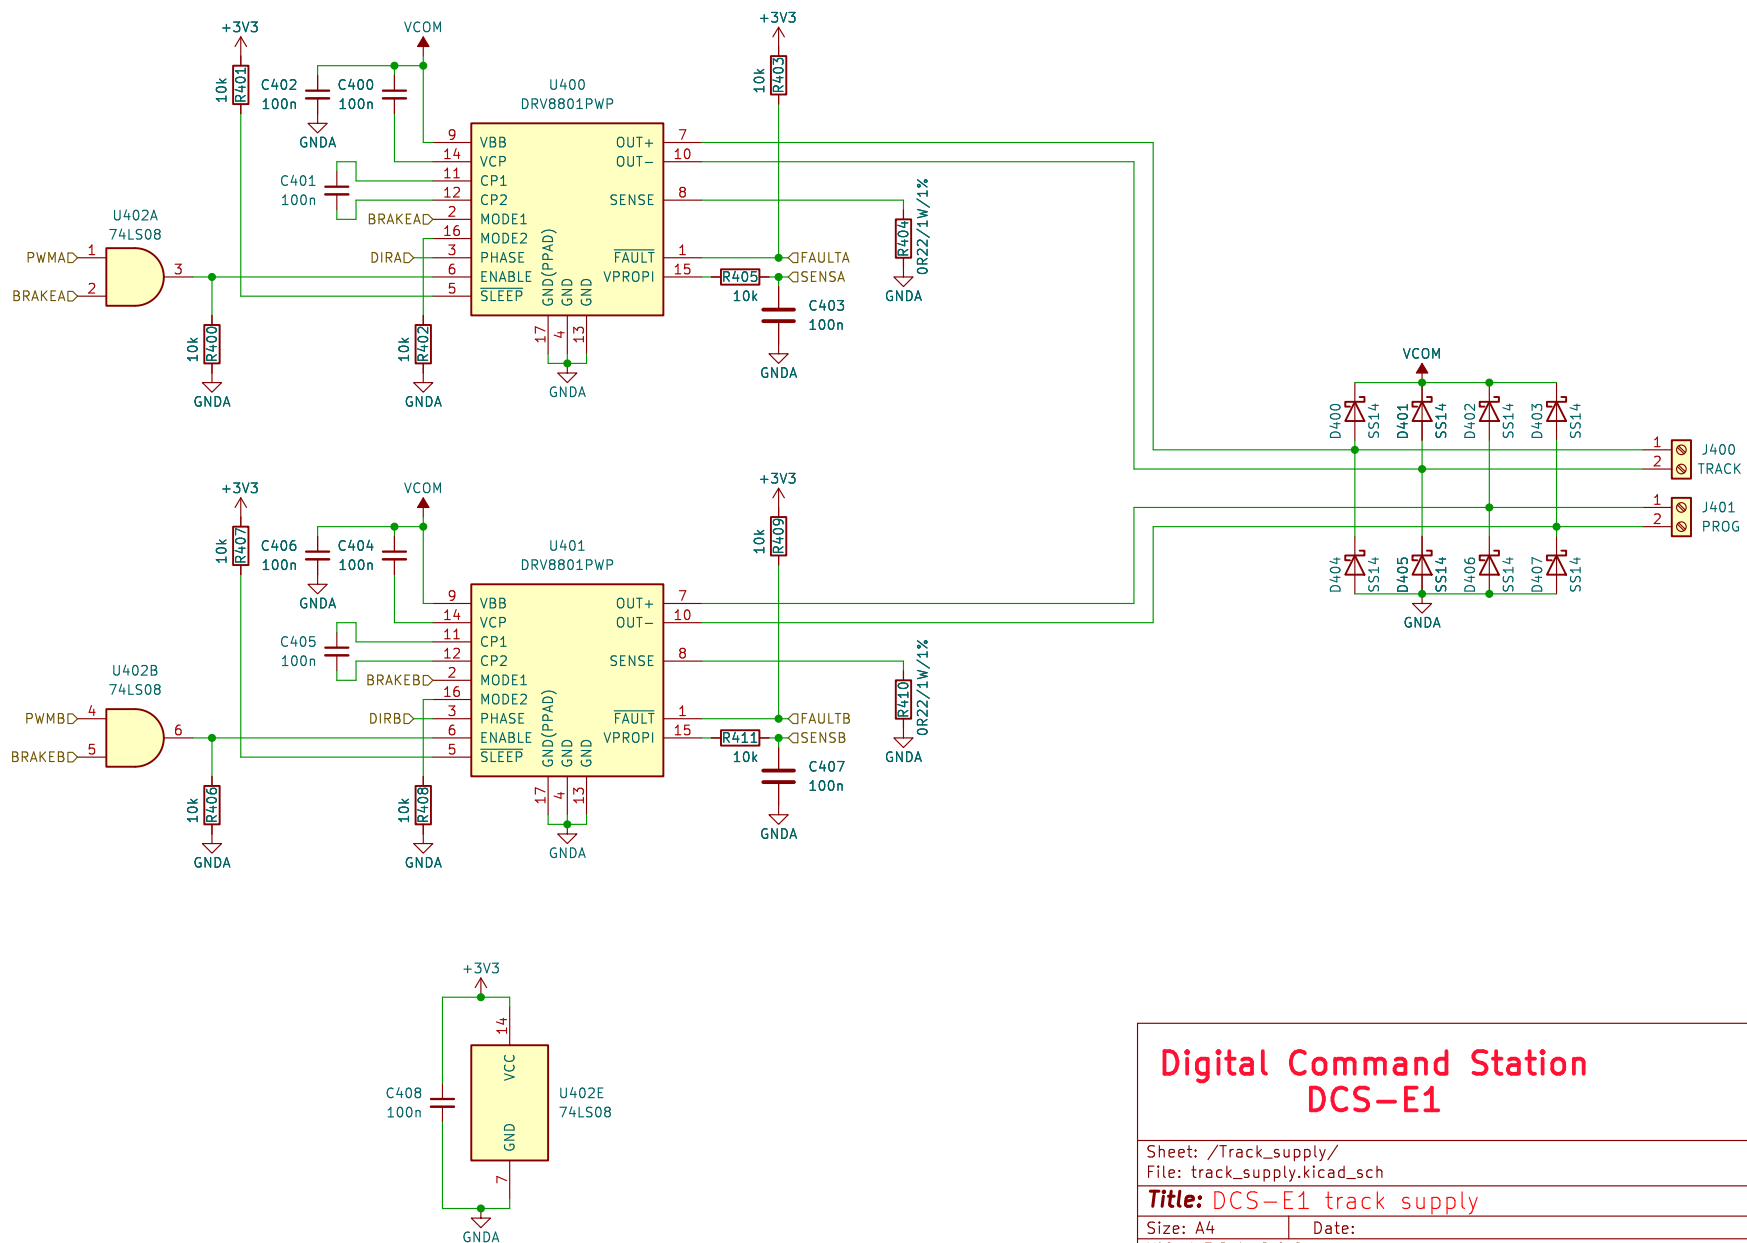 +3V3
10k
R401
C402
100n
GNDA
C400
100n
VCOM
C401
100n
U400
DRV8801PWP
9 VBB
14 VCP
11 CP1
12 CP2
BRKEA 2 MODE1
16 MODE2
DIRA 3 PHASE
6 ENABLE
5 SLEEP
OUT+ 7
OUT- 10
SENSE 8
FAULT 1
VPROPI 15
GND(PPAD)
GND
GND
17
4
13
GNDA
+3V3
10k
R403
FAULTA
SENSA
R405
10k
C403
100n
GNDA
R404
0R22/1W/1%
GNDA
U402A
74LS08
PWMA 1
BRAKEA 2
3
10k
R400
GNDA
10k
R402
GNDA
VCOM
D400
SS14
D401
SS14
D402
SS14
D403
SS14
1 J400
2 TRACK
1 J401
2 PROG
D404
SS14
D405
SS14
D406
SS14
D407
SS14
GNDA
+3V3
10k
R407
C406
100n
GNDA
C404
100n
VCOM
C405
100n
U401
DRV8801PWP
9 VBB
14 VCP
11 CP1
12 CP2
BRAKEB 2 MODE1
16 MODE2
DIRB 3 PHASE
6 ENABLE
5 SLEEP
OUT+ 7
OUT- 10
SENSE 8
FAULT 1
VPROPI 15
GND(PPAD)
GND
GND
17
4
13
GNDA
+3V3
10k
R409
FAULTB
SENSB
R411
10k
C407
100n
GNDA
R410
0R22/1W/1%
GNDA
U402B
74LS08
PWMB 4
BRAKEB 5
6
10k
R406
GNDA
10k
R408
GNDA
+3V3
14
VCC
C408
100n
U402E
74LS08
GND
7
GNDA
Digital Command Station
DCS-E1
Sheet: /Track_supply/
File: track_supply.kicad_sch
Title: DCS-E1 track supply
Size: A4 Date: